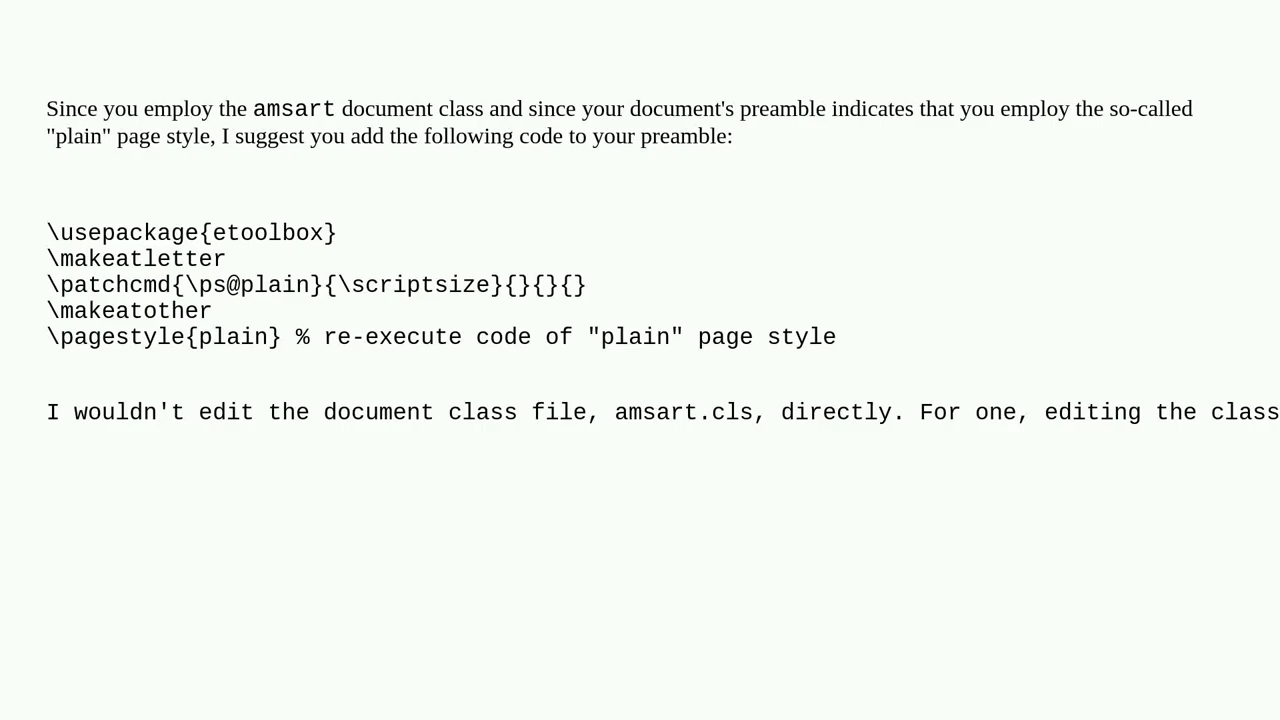 Since you employ the amsart document class and since your document's preamble indicates that you employ the so-called
"plain" page style, I suggest you add the following code to your preamble:
\usepackage{etoolbox}
\makeatletter
\patchcmd{\ps@plain}{\scriptsize}{}{}{}
\makeatother
\pagestyle{plain} % re-execute code of "plain" page style
I wouldn't edit the document class file, amsart.cls, directly. For one, editing the class